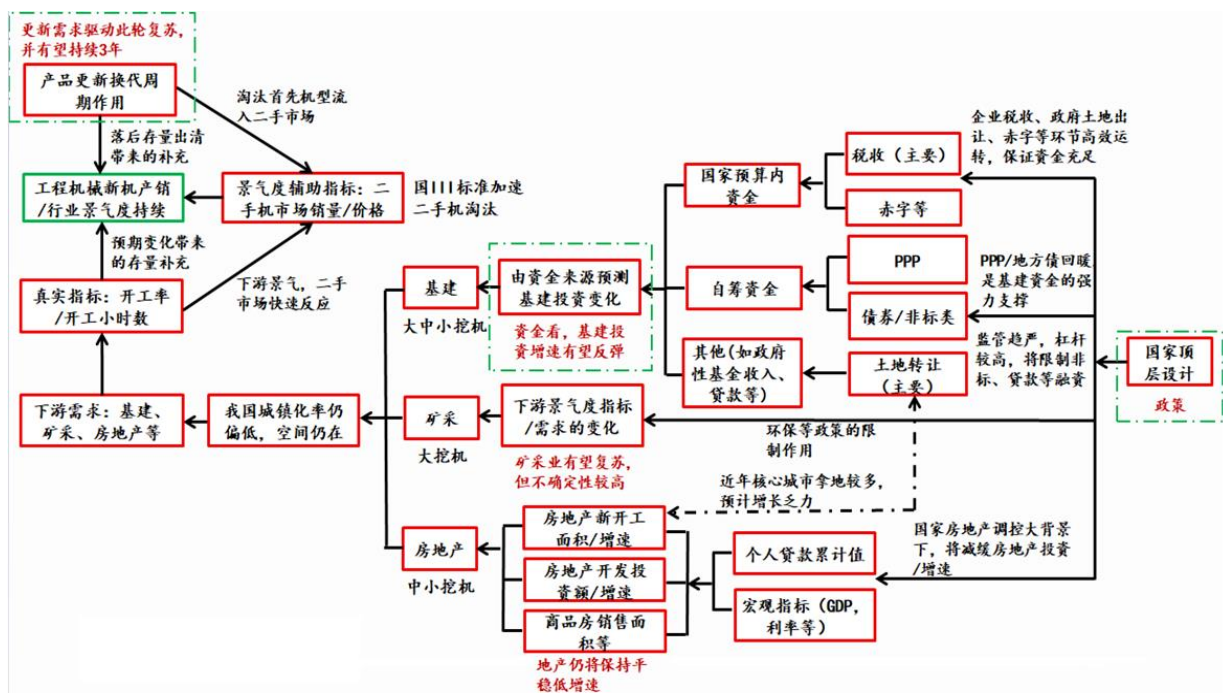 更新需求驱动此轮复苏,
并有望持续3年
产品更新换代周
期作用
淘汰首先机型流
入二手市场
落后存量出清
带来的补充
工程机械新机产销
/行业景气度持续
景气度辅助指标：二
手机市场销量/价格
国III标准加速
二手机淘汰
预期变化带来
的存量补充
真实指标：开工率
/开工小时数
下游景气，二手
市场快速反应
下游需求：基建、
矿采、房地产等
我国城镇化率仍
偏低，空间仍在
基建
大中小挖机
矿采
大挖机
房地产
中小挖机
由资金来源预测
基建投资变化
资金看，基建投
资增速有望反弹
下游景气度指标
/需求的变化
矿采业有望复苏，
但不确定性较高
房地产新开工
面积/增速
房地产开发投
资额/增速
商品房销售面
积等
地产仍将保持平
稳低增速
国家预算内
资金
自筹资金
其他(如政府
性基金收入、
贷款等)
税收（主要）
赤字等
PPP
债券/非标类
土地转让
(主要)
企业税收、政府土地出
让、赤字等环节高效运
转，保证资金充足
PPP/地方债回暖
是基建资金的强
力支撑
监管趋严，杠杆
较高，将限制非
标、贷款等融资
国家顶
层设计
政策
环保等政策的限
制作用
近年核心城市拿地较多，
预计增长乏力
个人贷款累计值
宏观指标（GDP,
利率等）
国家房地产调控大背景
下，将减缓房地产投资
/增速